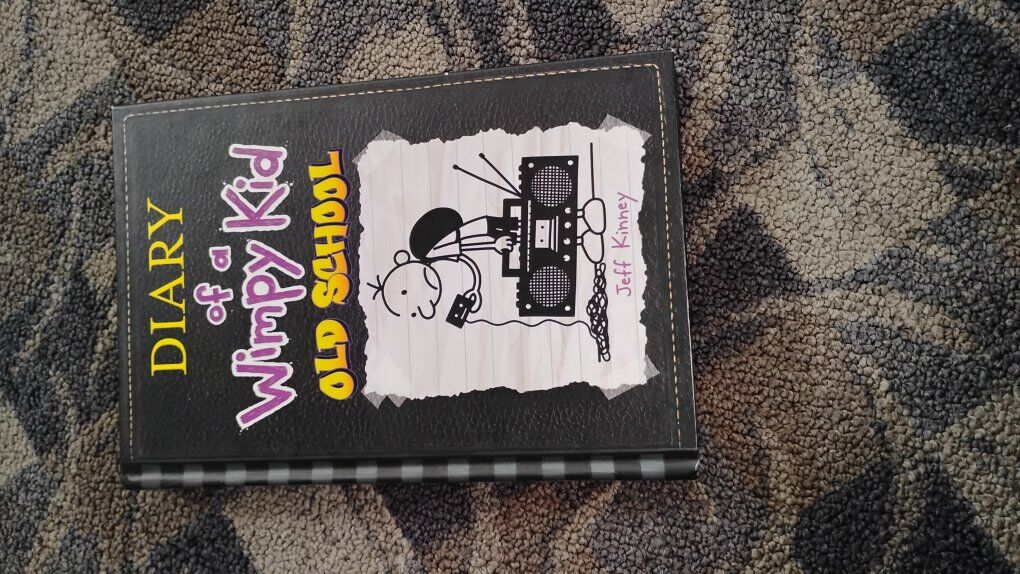 DIARY
of a
Wimpy Kid
OLD SCHOOL
Jeff Kinney